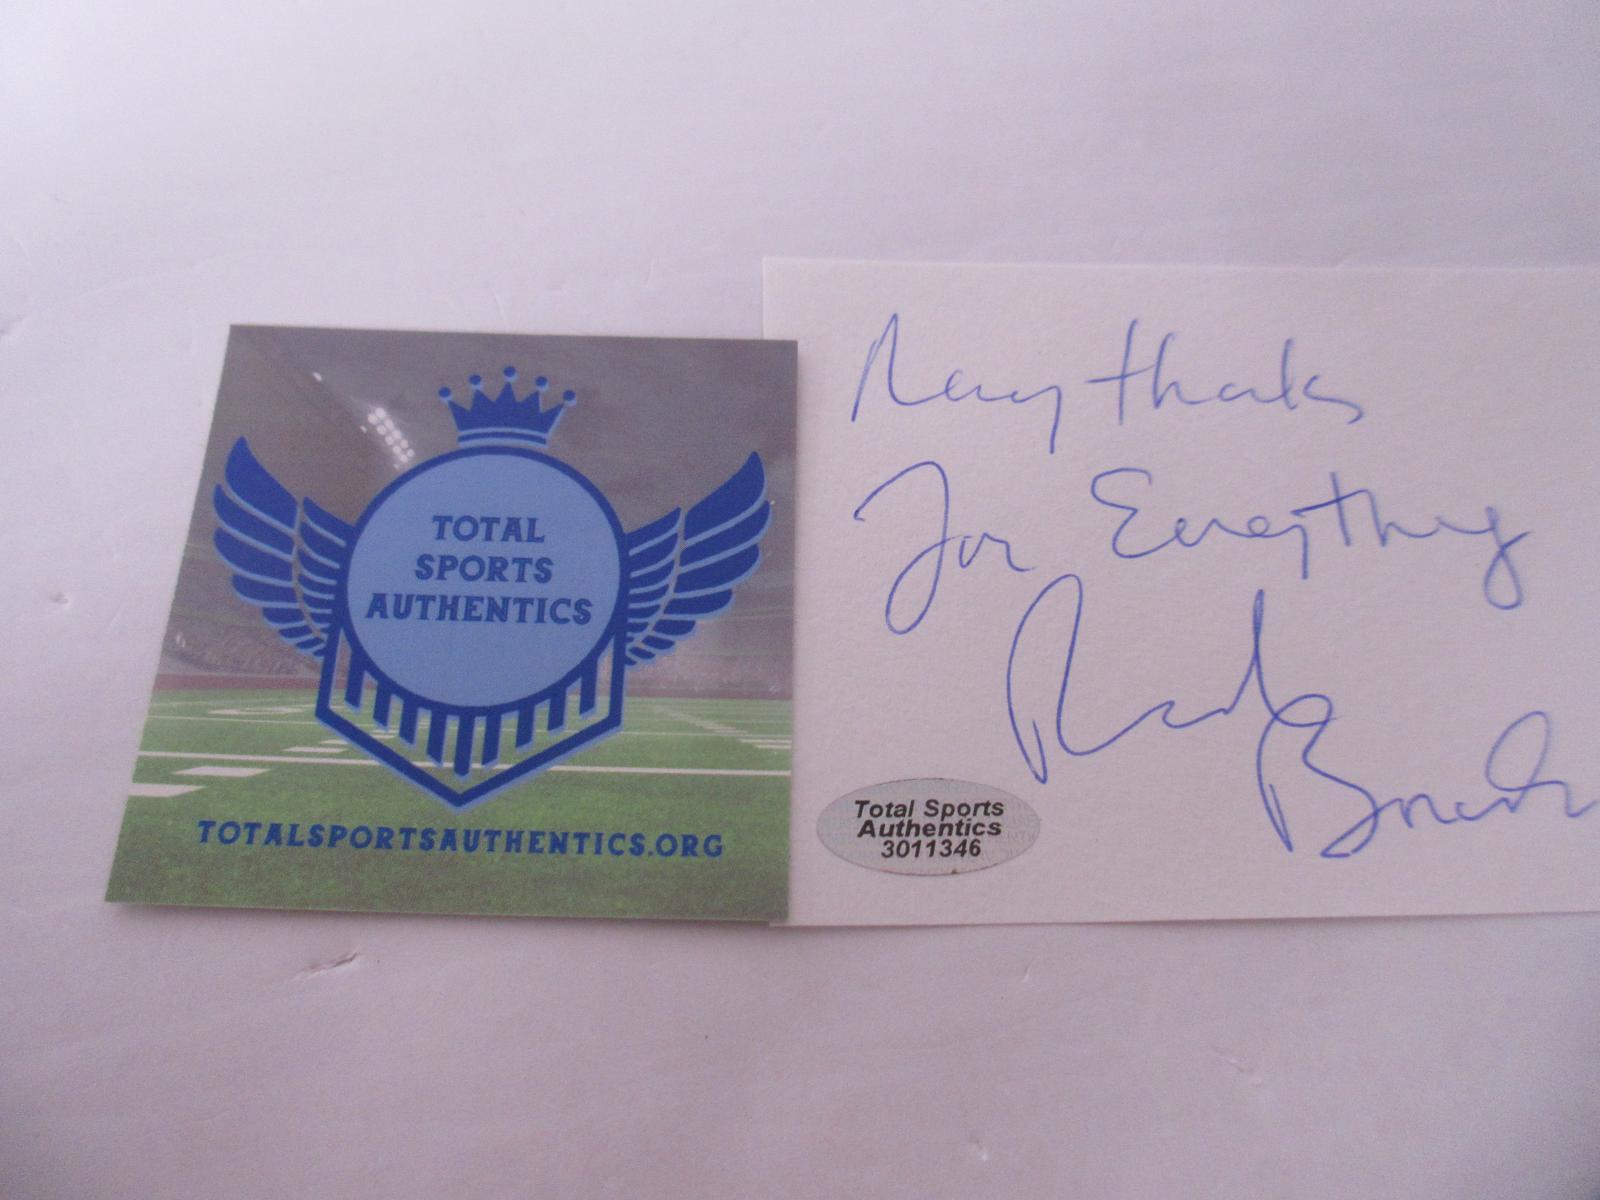 TOTAL
SPORTS
AUTHENTICS
TOTALSPORTSAUTHENTICS.ORG
Many thanks
For Everything
Total Sports
Authentics
3011346